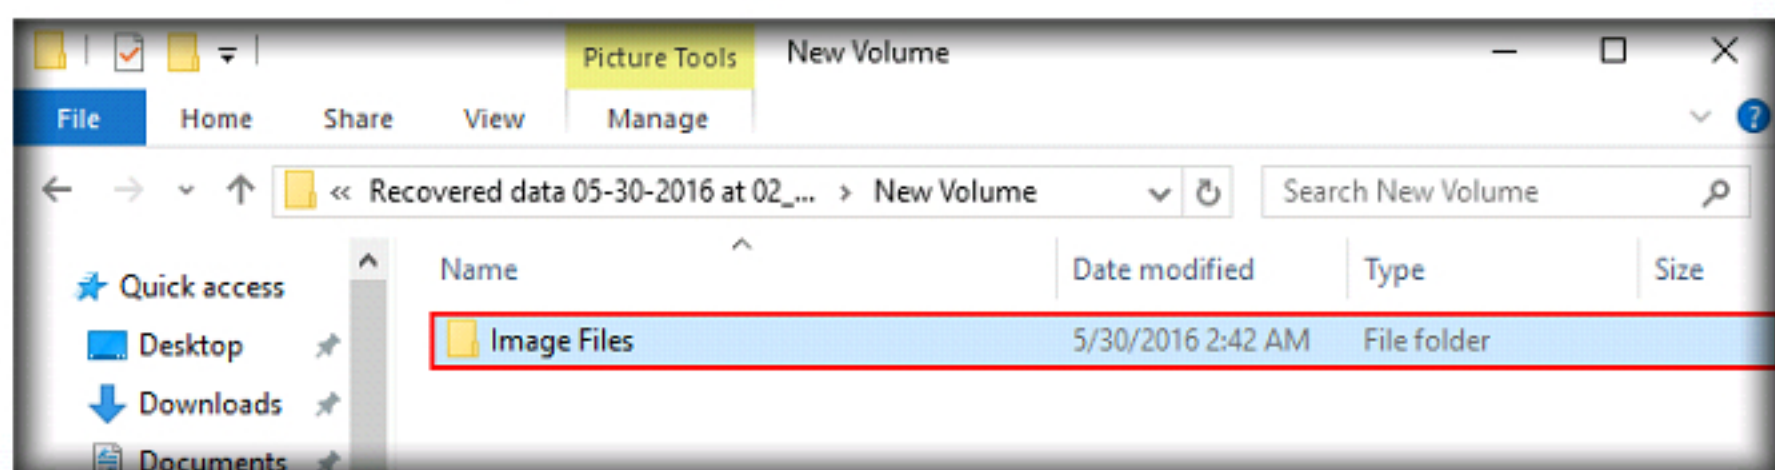 Picture Tools New Volume
File Home Share View Manage
« Recovered data 05-30-2016 at 02_... > New Volume Search New Volume
Name Date modified Type Size
Quick access
Image Files 5/30/2016 2:42 AM File folder
Desktop
Downloads
Documents